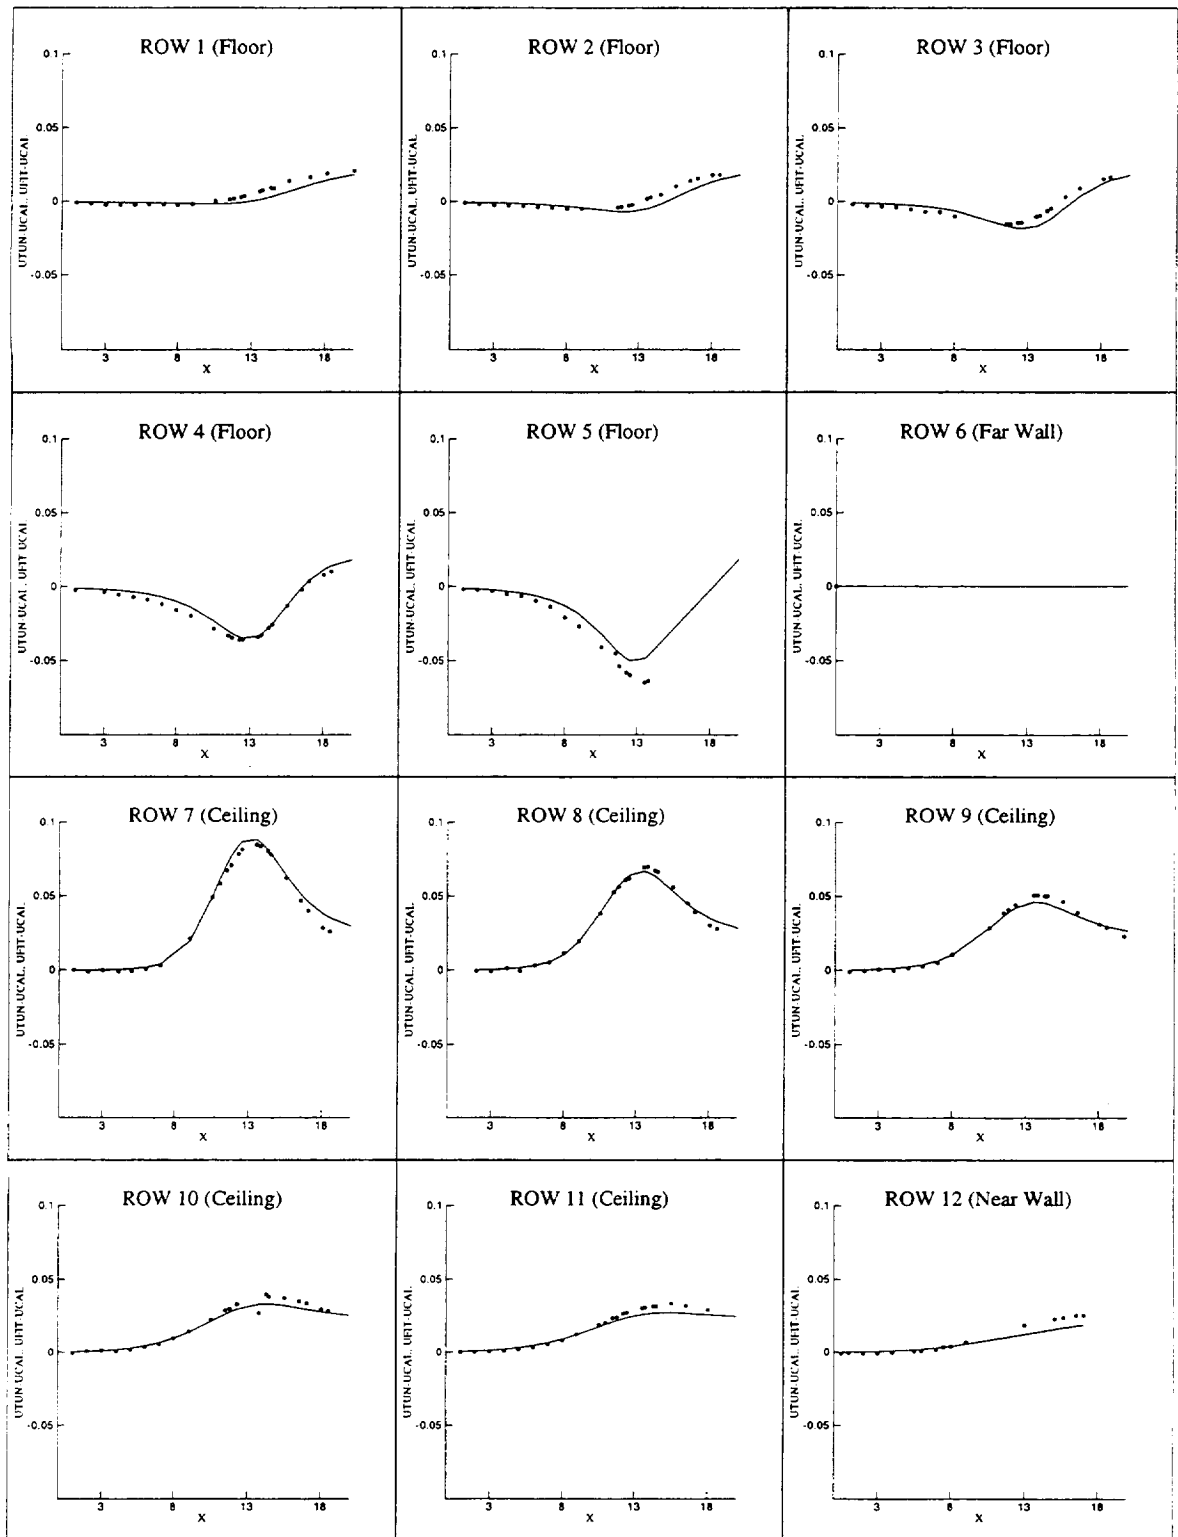 ROW 1 (Floor)
0.1
0.05
0
-0.05
UTUN-UCAL, UFIT-UCAL
3 8 13 18
X
ROW 2 (Floor)
0.1
0.05
0
-0.05
UTUN-UCAL, UFIT-UCAL
3 8 13 18
X
ROW 3 (Floor)
0.1
0.05
0
-0.05
UTUN-UCAL, UFIT-UCAL
3 8 13 18
X
ROW 4 (Floor)
0.1
0.05
0
-0.05
UTUN-UCAL, UFIT-UCAL
3 8 13 18
X
ROW 5 (Floor)
0.1
0.05
0
-0.05
UTUN-UCAL, UFIT-UCAL
3 8 13 18
X
ROW 6 (Far Wall)
0.1
0.05
0
-0.05
UTUN-UCAL, UFIT-UCAL
3 8 13 18
X
ROW 7 (Ceiling)
0.1
0.05
0
-0.05
UTUN-UCAL, UFIT-UCAL
3 8 13 18
X
ROW 8 (Ceiling)
0.1
0.05
0
-0.05
UTUN-UCAL, UFIT-UCAL
3 8 13 18
X
ROW 9 (Ceiling)
0.1
0.05
0
-0.05
UTUN-UCAL, UFIT-UCAL
3 8 13 18
X
ROW 10 (Ceiling)
0.1
0.05
0
-0.05
UTUN-UCAL, UFIT-UCAL
3 8 13 18
X
ROW 11 (Ceiling)
0.1
0.05
0
-0.05
UTUN-UCAL, UFIT-UCAL
3 8 13 18
X
ROW 12 (Near Wall)
0.1
0.05
0
-0.05
UTUN-UCAL, UFIT-UCAL
3 8 13 18
X